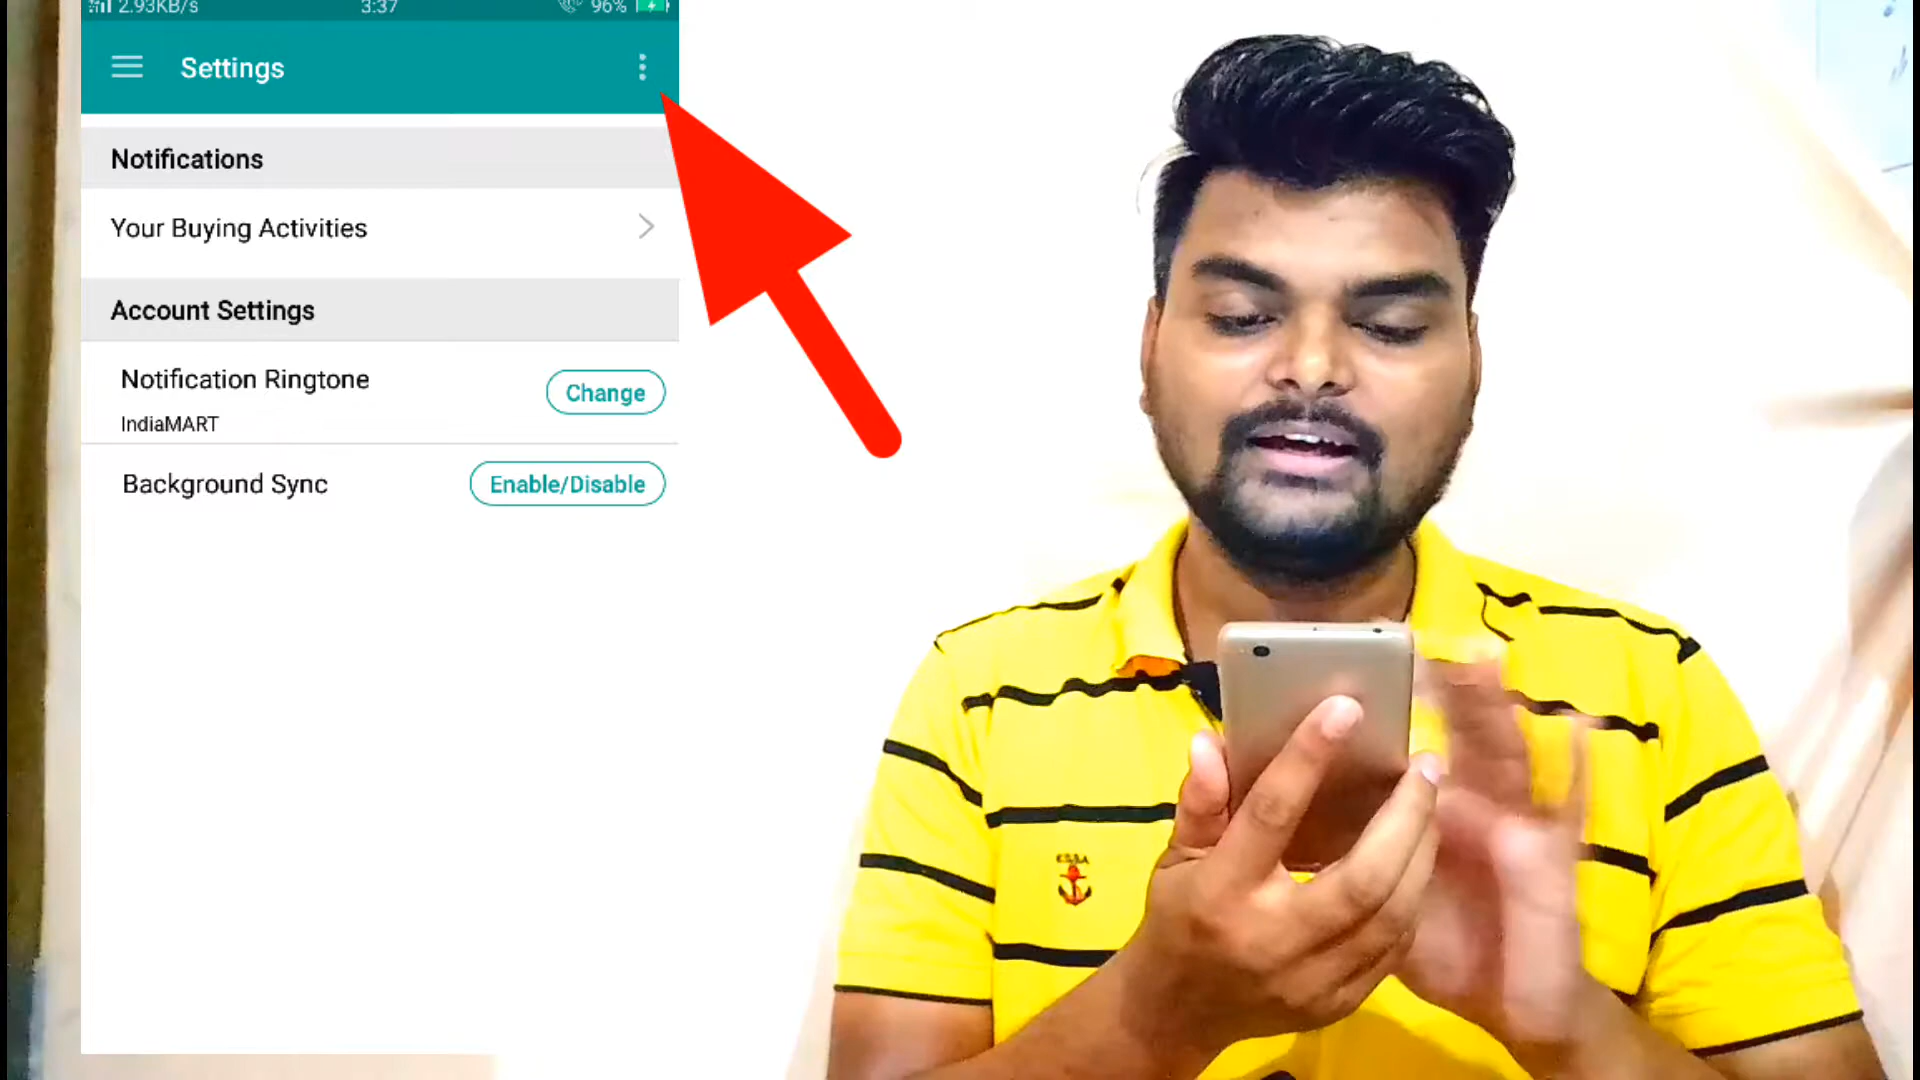 2.93KB/s 3:37 96%
Settings
Notifications
Your Buying Activities
Account Settings
Notification Ringtone
Change
IndiaMART
Background Sync
Enable/Disable